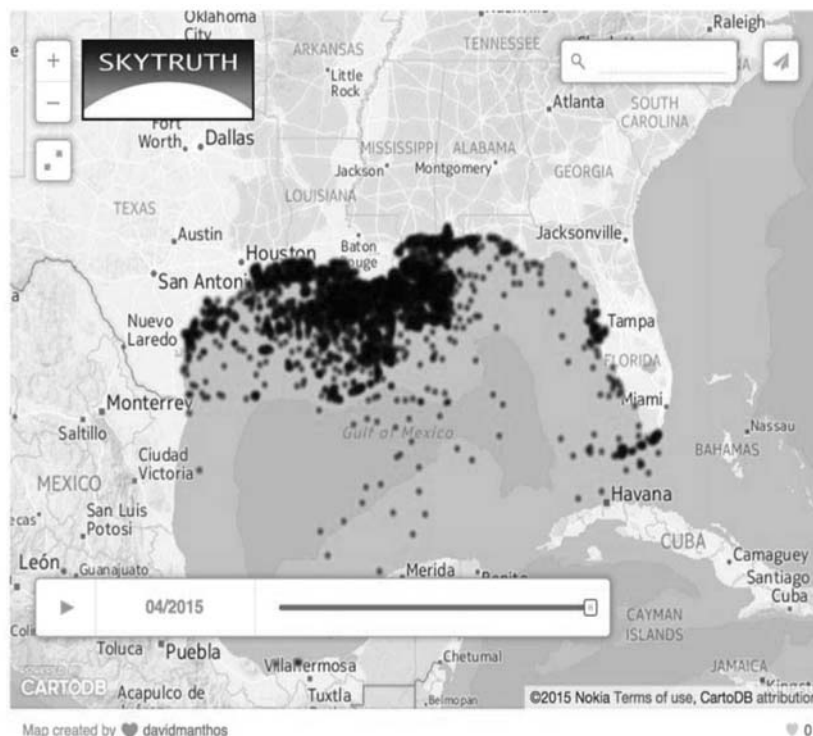 Oklahoma
City
Raleigh
TENNESSEE
ARKANSAS
SKYTRUTH
Little
Rock
Atlanta
SOUTH
CAROLINA
Fort
Worth
Dallas
MISSISSIPPI
ALABAMA
Jackson
Montgomery
GEORGIA
LOUISIANA
TEXAS
Austin
Houston
Baton
Rouge
Jacksonville
San Antoni
Nuevo
Laredo
Tampa
FLORIDA
Monterrey
Miami
Saltillo
Gulf of Mexico
Nassau
BAHAMAS
Ciudad
Victoria
MEXICO
Havana
San Luis
Potosi
CUBA
León
Guanajuato
Merida
Camaguey
Santiago
Cuba
04/2015
CAYMAN
ISLANDS
Toluca
Puebla
Villahermosa
Chetumal
JAMAICA
CARTODB
Acapulco de
Tuxtla
Belmopan
©2015 Nokia Terms of use, CartoDB attribution
Map created by davidmanthos
0